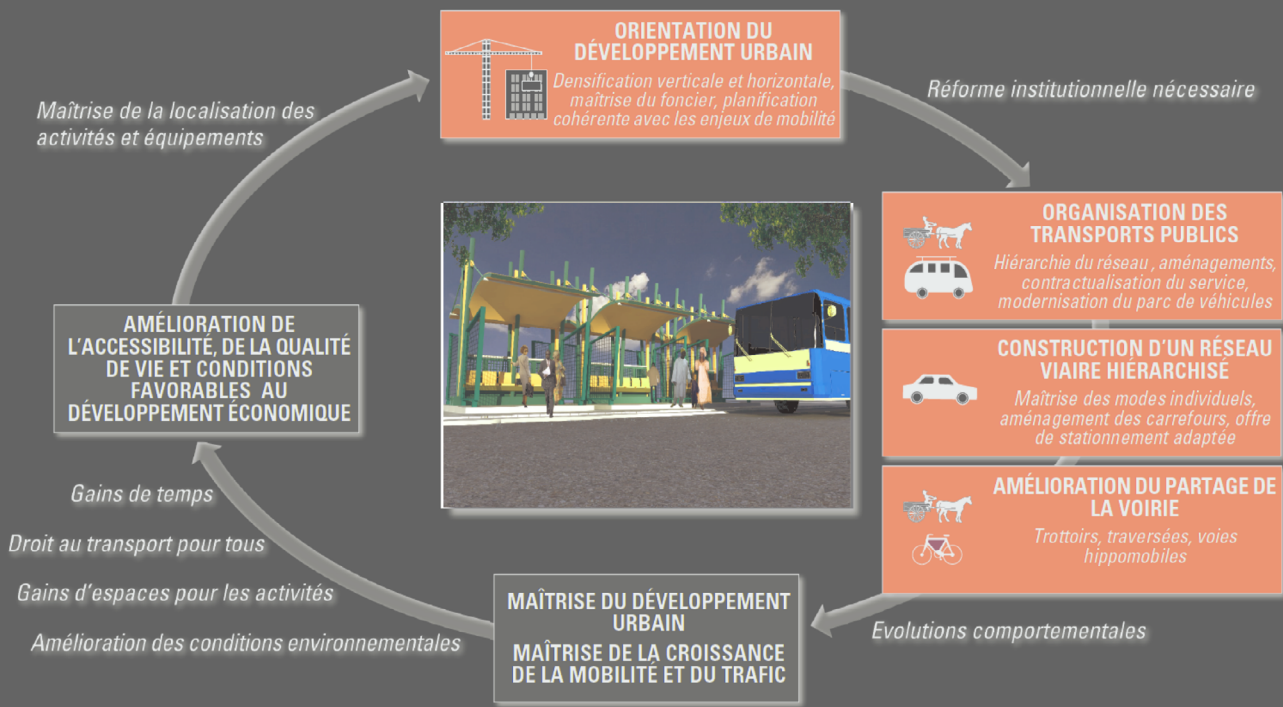 ORIENTATION DU
DÉVELOPPEMENT URBAIN
Densification verticale et horizontale,
maîtrise du foncier, planification
cohérente avec les enjeux de mobilité
Réforme institutionnelle nécessaire
Maîtrise de la localisation des
activités et équipements
ORGANISATION DES
TRANSPORTS PUBLICS
Hiérarchie du réseau , aménagements,
contractualisation du service,
modernisation du parc de véhicules
CONSTRUCTION D'UN RÉSEAU
VIAIRE HIÉRARCHISÉ
Maîtrise des modes individuels,
aménagement des carrefours, offre
de stationnement adaptée
AMÉLIORATION DU PARTAGE DE
LA VOIRIE
Trottoirs, traversées, voies
hippomobiles
Evolutions comportementales
MAÎTRISE DU DÉVELOPPEMENT
URBAIN
MAÎTRISE DE LA CROISSANCE
DE LA MOBILITÉ ET DU TRAFIC
AMÉLIORATION DE
L'ACCESSIBILITÉ, DE LA QUALITÉ
DE VIE ET CONDITIONS
FAVORABLES AU
DÉVELOPPEMENT ÉCONOMIQUE
Gains de temps
Droit au transport pour tous
Gains d'espaces pour les activités
Amélioration des conditions environnementales